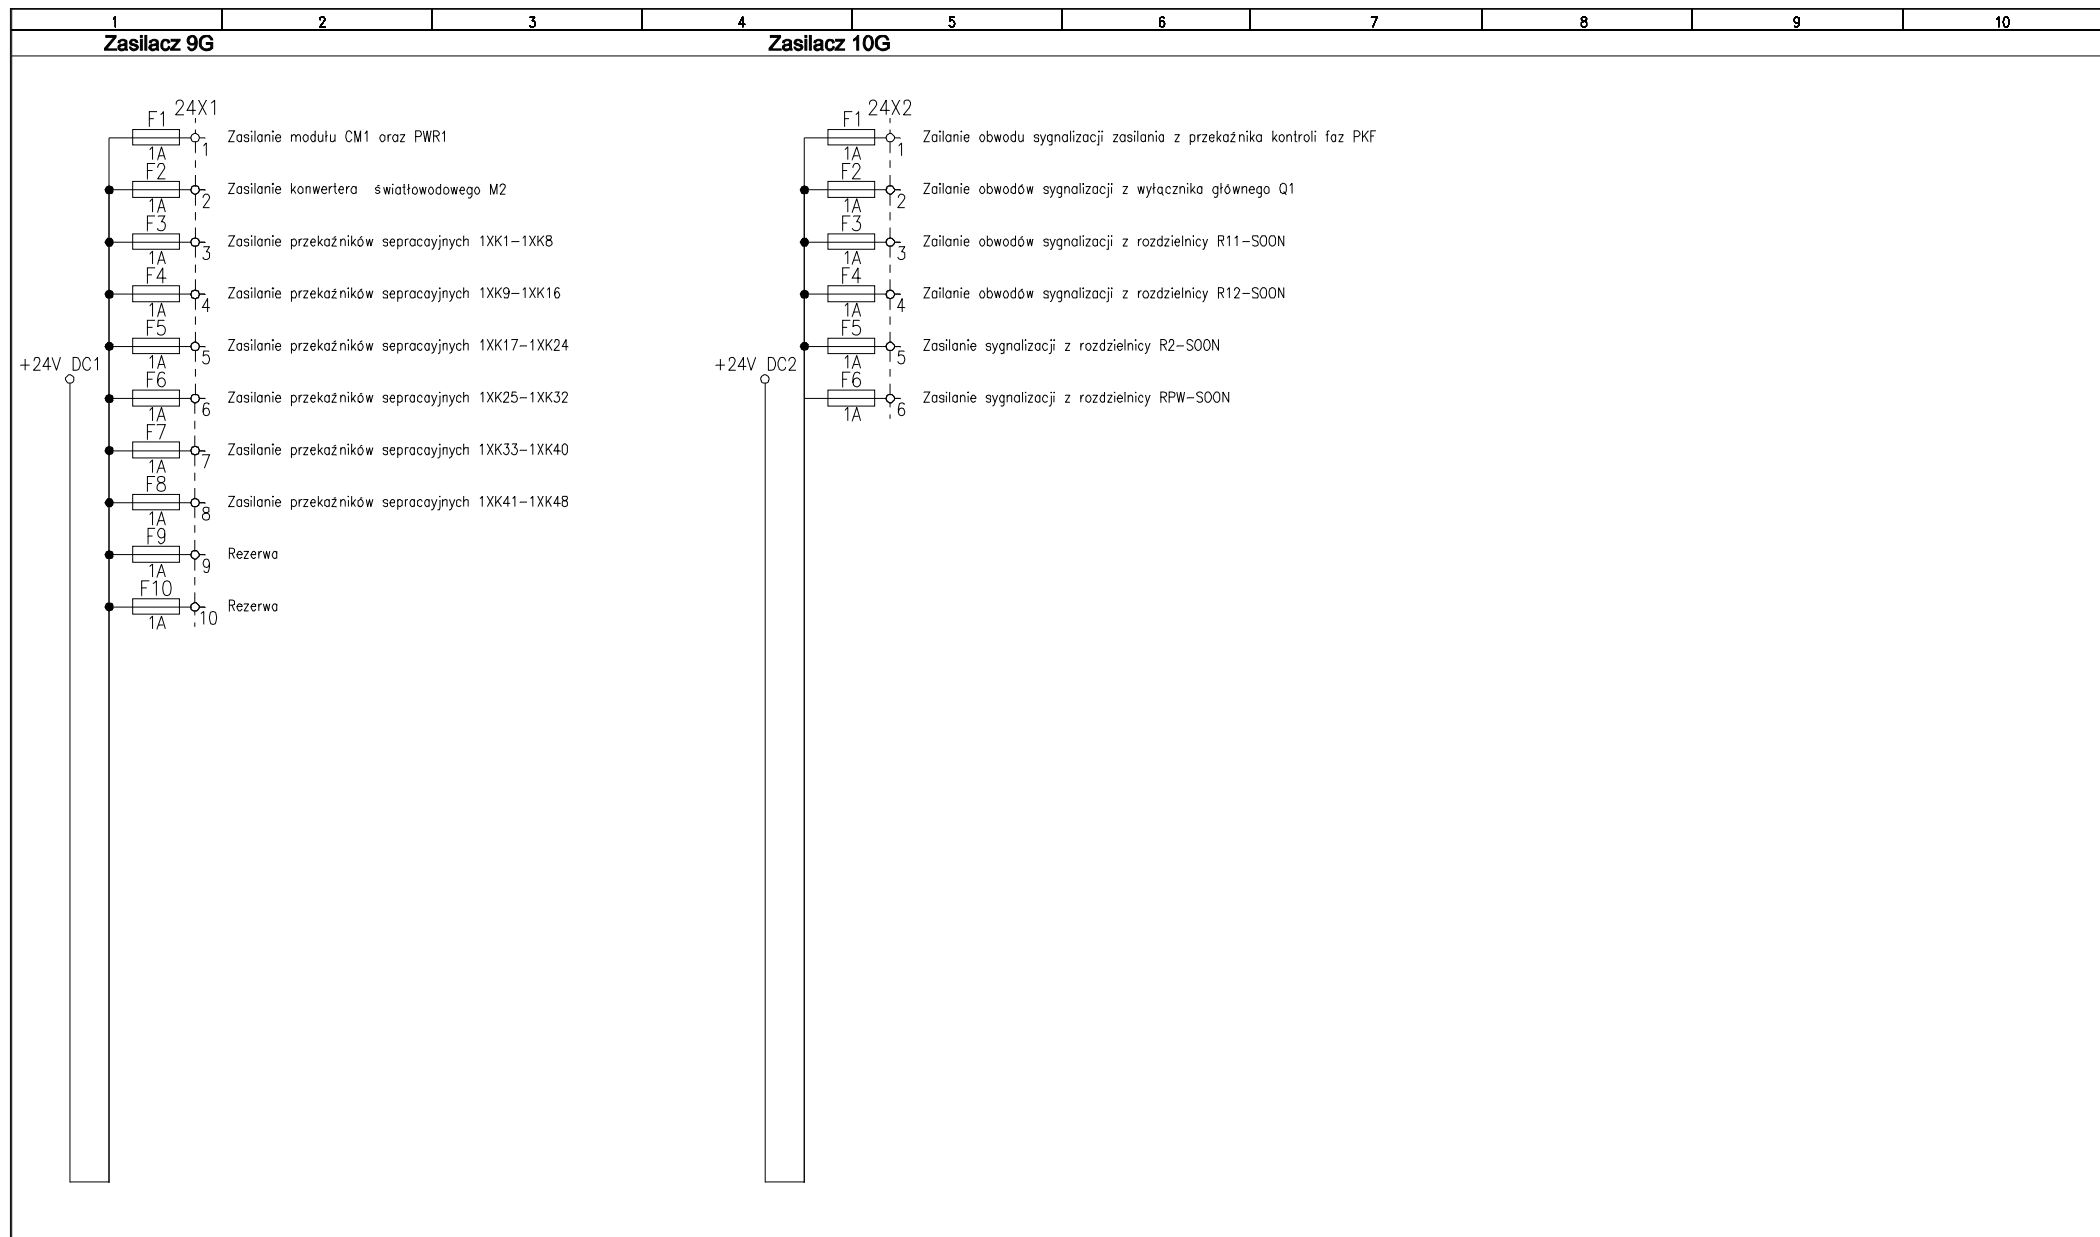 1 2 3 4 5 6 7 8 9 10
Zasilacz 9G
Zasilacz 10G
24X1
F1
1A
1
Zasilanie modułu CM1 oraz PWR1
F2
1A
2
Zasilanie konwertera światłowodowego M2
F3
1A
3
Zasilanie przekaźników sepracayjnych 1XK1-1XK8
F4
1A
4
Zasilanie przekaźników sepracayjnych 1XK9-1XK16
F5
1A
5
Zasilanie przekaźników sepracayjnych 1XK17-1XK24
+24V DC1
F6
1A
6
Zasilanie przekaźników sepracayjnych 1XK25-1XK32
F7
1A
7
Zasilanie przekaźników sepracayjnych 1XK33-1XK40
F8
1A
8
Zasilanie przekaźników sepracayjnych 1XK41-1XK48
F9
1A
9
Rezerwa
F10
1A
10
Rezerwa
24X2
F1
1A
1
Zailanie obwodu sygnalizacji zasilania z przekaźnika kontroli faz PKF
F2
1A
2
Zailanie obwodów sygnalizacji z wyłącznika głównego Q1
F3
1A
3
Zailanie obwodów sygnalizacji z rozdzielnicy R11-SOON
F4
1A
4
Zailanie obwodów sygnalizacji z rozdzielnicy R12-SOON
F5
1A
5
Zasilanie sygnalizacji z rozdzielnicy R2-SOON
+24V DC2
F6
1A
6
Zasilanie sygnalizacji z rozdzielnicy RPW-SOON